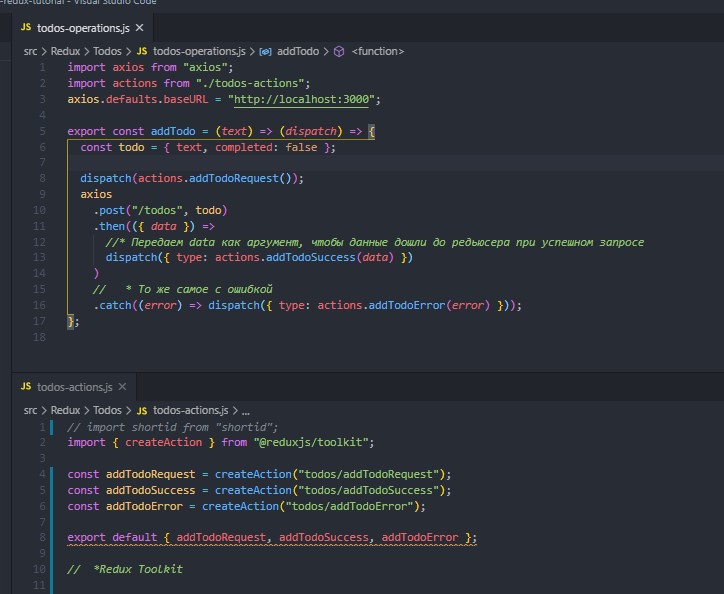 -redux-tutorial - Visual Studio Code
JS todos-operations.js ×
src > Redux > Todos > JS todos-operations.js > addTodo > <function>
1 import axios from "axios";
2 import actions from "./todos-actions";
3 axios.defaults.baseURL = "http://localhost:3000";
4
5 export const addTodo = (text) => (dispatch) => {
6 const todo = { text, completed: false };
7
8 dispatch(actions.addTodoRequest());
9 axios
10 .post("/todos", todo)
11 .then(({ data }) =>
12 //* Передаем data как аргумент, чтобы данные дошли до редьюсера при успешном запросе
13 dispatch({ type: actions.addTodoSuccess(data) })
14 )
15 // * То же самое с ошибкой
16 .catch((error) => dispatch({ type: actions.addTodoError(error) }));
17 };
18
JS todos-actions.js ×
src > Redux > Todos > JS todos-actions.js > ...
1 // import shortid from "shortid";
2 import { createAction } from "@reduxjs/toolkit";
3
4 const addTodoRequest = createAction("todos/addTodoRequest");
5 const addTodoSuccess = createAction("todos/addTodoSuccess");
6 const addTodoError = createAction("todos/addTodoError");
7
8 export default { addTodoRequest, addTodoSuccess, addTodoError };
9
10 // *Redux Toolkit
11